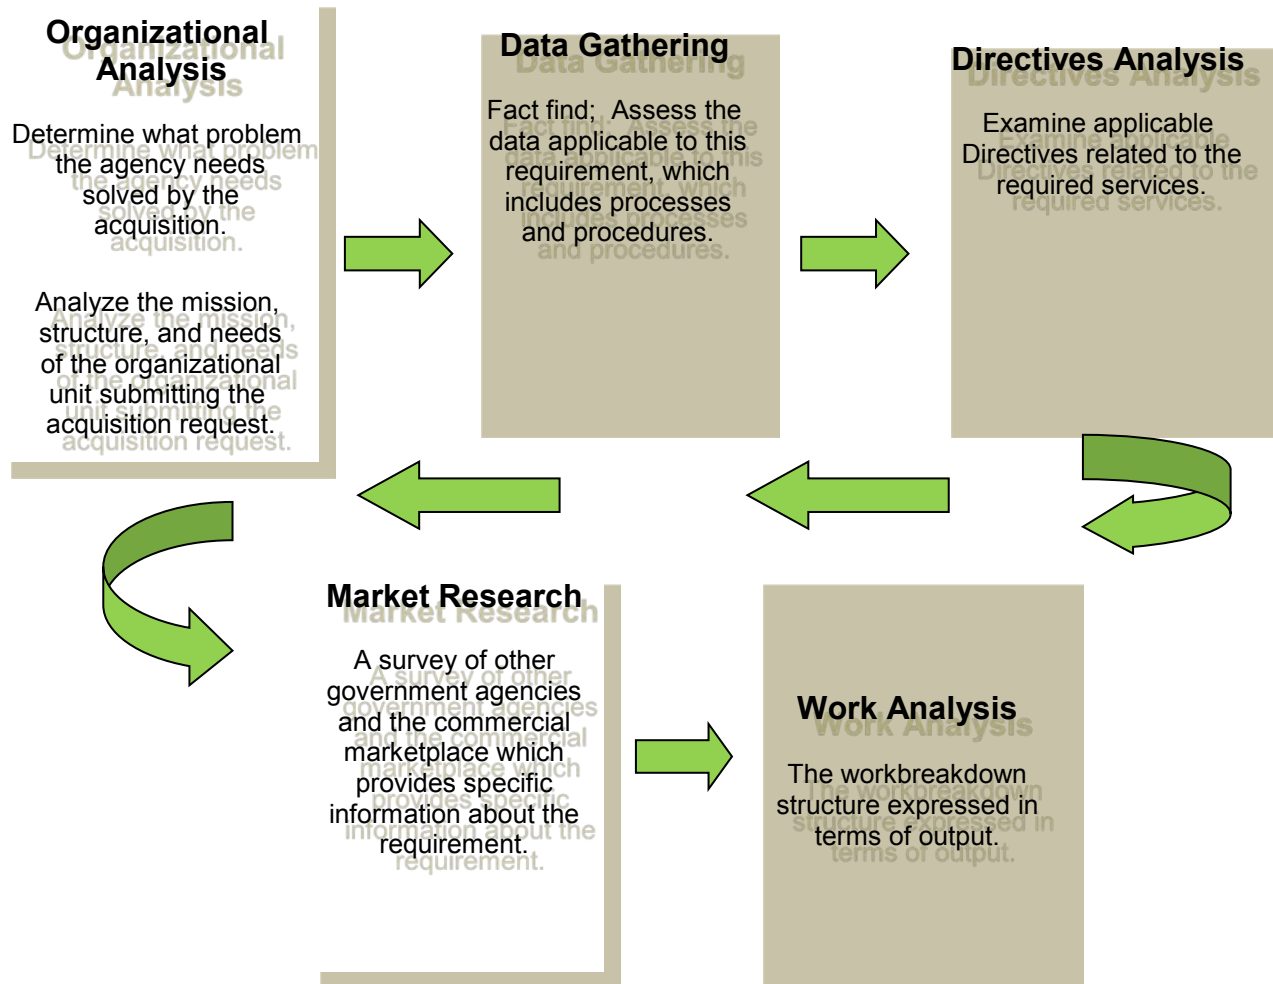 Organizational
Analysis
Determine what problem
the agency needs
solved by the
acquisition.
Analyze the mission,
structure, and needs
of the organizational
unit submitting the
acquisition request.
Data Gathering
Fact find;  Assess the
data applicable to this
requirement, which
includes processes
and procedures.
Directives Analysis
Examine applicable
Directives related to the
required services.
Market Research
A survey of other
government agencies
and the commercial
marketplace which
provides specific
information about the
requirement.
Work Analysis
The workbreakdown
structure expressed in
terms of output.